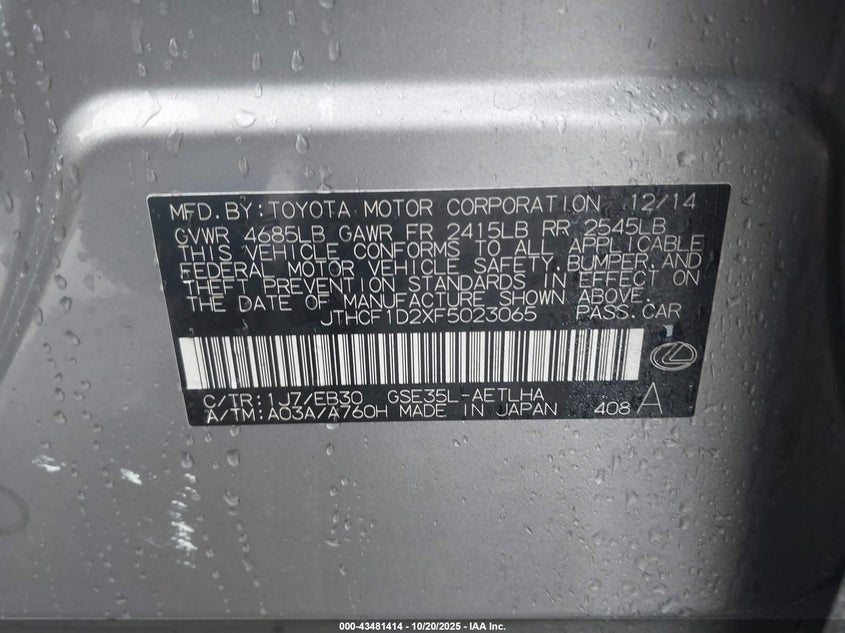 MFD. BY: TOYOTA MOTOR CORPORATION 12/14
GVWR 4685LB GAWR FR 2415LB RR 2545LB
THIS VEHICLE CONFORMS TO ALL APPLICABLE
FEDERAL MOTOR VEHICLE SAFETY, BUMPER, AND
THEFT PREVENTION STANDARDS IN EFFECT ON
THE DATE OF MANUFACTURE SHOWN ABOVE.
JTHCF1D2XF5023065 PASS. CAR
C/TR: 1J7/EB30 GSE35L-AETLHA
A/TM: A03A/A760H MADE IN JAPAN 408 A
000-43481414 - 10/20/2025 - IAA Inc.